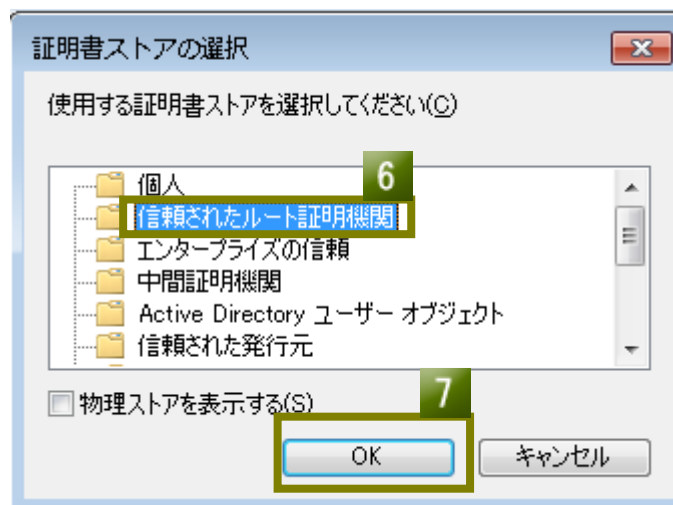 証明書ストアの選択
使用する証明書ストアを選択してください(C)
個人
6
信頼されたルート証明機関
エンタープライズの信頼
中間証明機関
Active Directory ユーザー オブジェクト
信頼された発行元
物理ストアを表示する(S)
7
OK
キャンセル